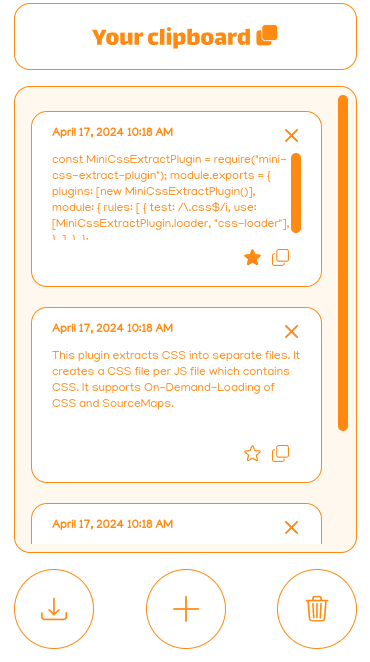 Your clipboard
April 17, 2024 10:18 AM
const MiniCssExtractPlugin = require("mini-
css-extract-plugin"); module.exports = {
plugins: [new MiniCssExtractPlugin()],
module: { rules: [ { test: /\.css$/i, use:
[MiniCssExtractPlugin.loader, "css-loader"],
}, ], }, };
April 17, 2024 10:18 AM
This plugin extracts CSS into separate files. It
creates a CSS file per JS file which contains
CSS. It supports On-Demand-Loading of
CSS and SourceMaps.
April 17, 2024 10:18 AM